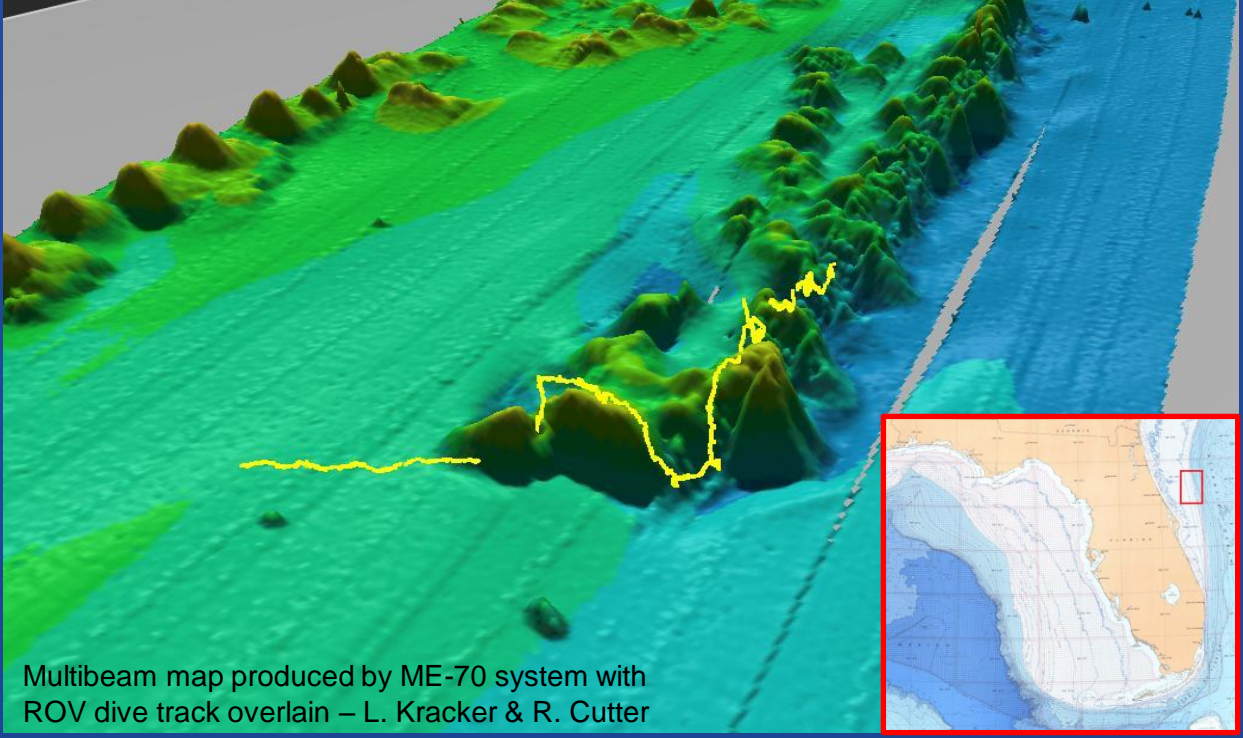 Multibeam map produced by ME-70 system with
ROV dive track overlain – L. Kracker & R. Cutter